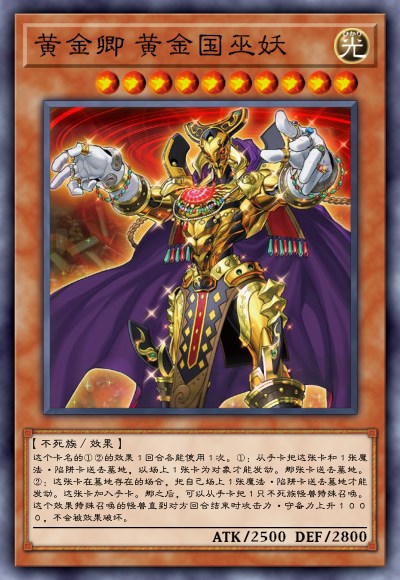 黄金卿 黄金国巫妖
光
ひかり
【不死族／效果】
这个卡名的①②的效果１回合各能使用１次。①：从手卡把这张卡和１张魔
法·陷阱卡送去墓地，以场上１张卡为对象才能发动。那张卡送去墓地。
②：这张卡在墓地存在的场合，把自己场上１张魔法·陷阱卡送去墓地才能
发动。这张卡加入手卡。那之后，可以从手卡把１只不死族怪兽特殊召唤。
这个效果特殊召唤的怪兽直到对方回合结束时攻击力·守备力上升１００
０，不会被效果破坏。
ATK/2500 DEF/2800